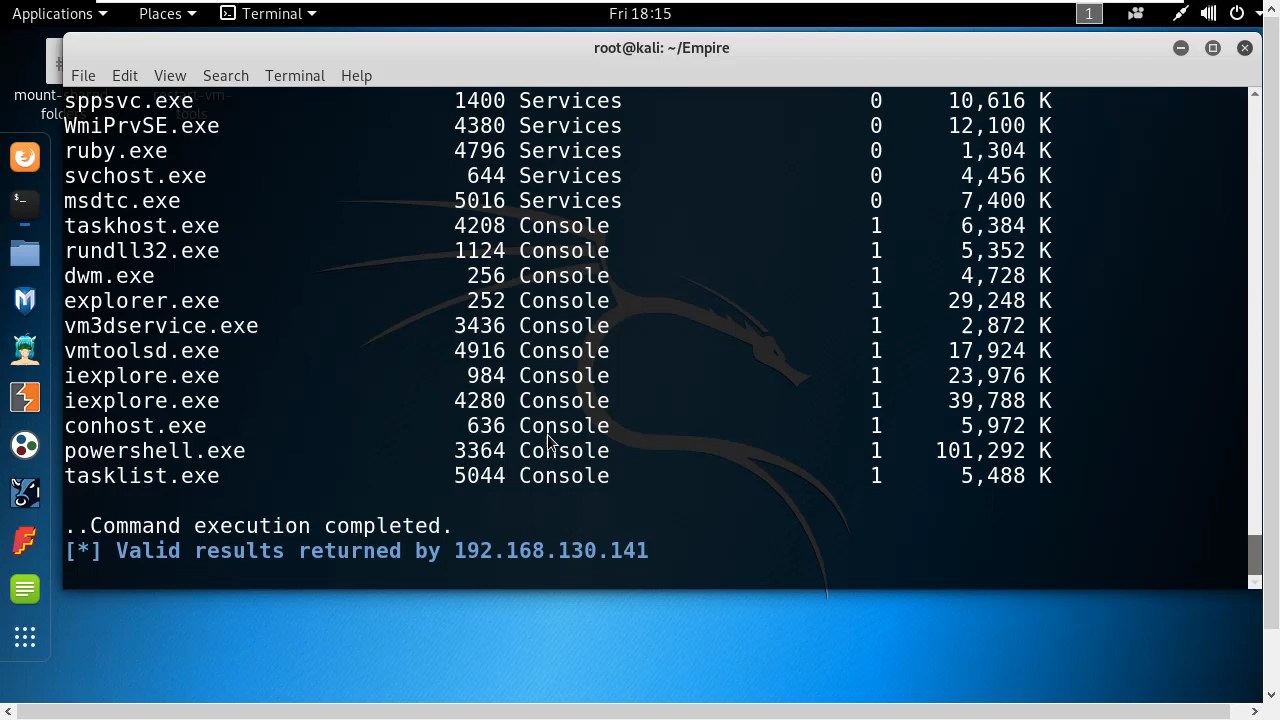 Applications Places Terminal Fri 18:15 1
root@kali: ~/Empire
File Edit View Search Terminal Help
sppsvc.exe 1400 Services 0 10,616 K
WmiPrvSE.exe 4380 Services 0 12,100 K
ruby.exe 4796 Services 0 1,304 K
svchost.exe 644 Services 0 4,456 K
msdtc.exe 5016 Services 0 7,400 K
taskhost.exe 4208 Console 1 6,384 K
rundll32.exe 1124 Console 1 5,352 K
dwm.exe 256 Console 1 4,728 K
explorer.exe 252 Console 1 29,248 K
vm3dservice.exe 3436 Console 1 2,872 K
vmtoolsd.exe 4916 Console 1 17,924 K
iexplore.exe 984 Console 1 23,976 K
iexplore.exe 4280 Console 1 39,788 K
conhost.exe 636 Console 1 5,972 K
powershell.exe 3364 Console 1 101,292 K
tasklist.exe 5044 Console 1 5,488 K
..Command execution completed.
[*] Valid results returned by 192.168.130.141